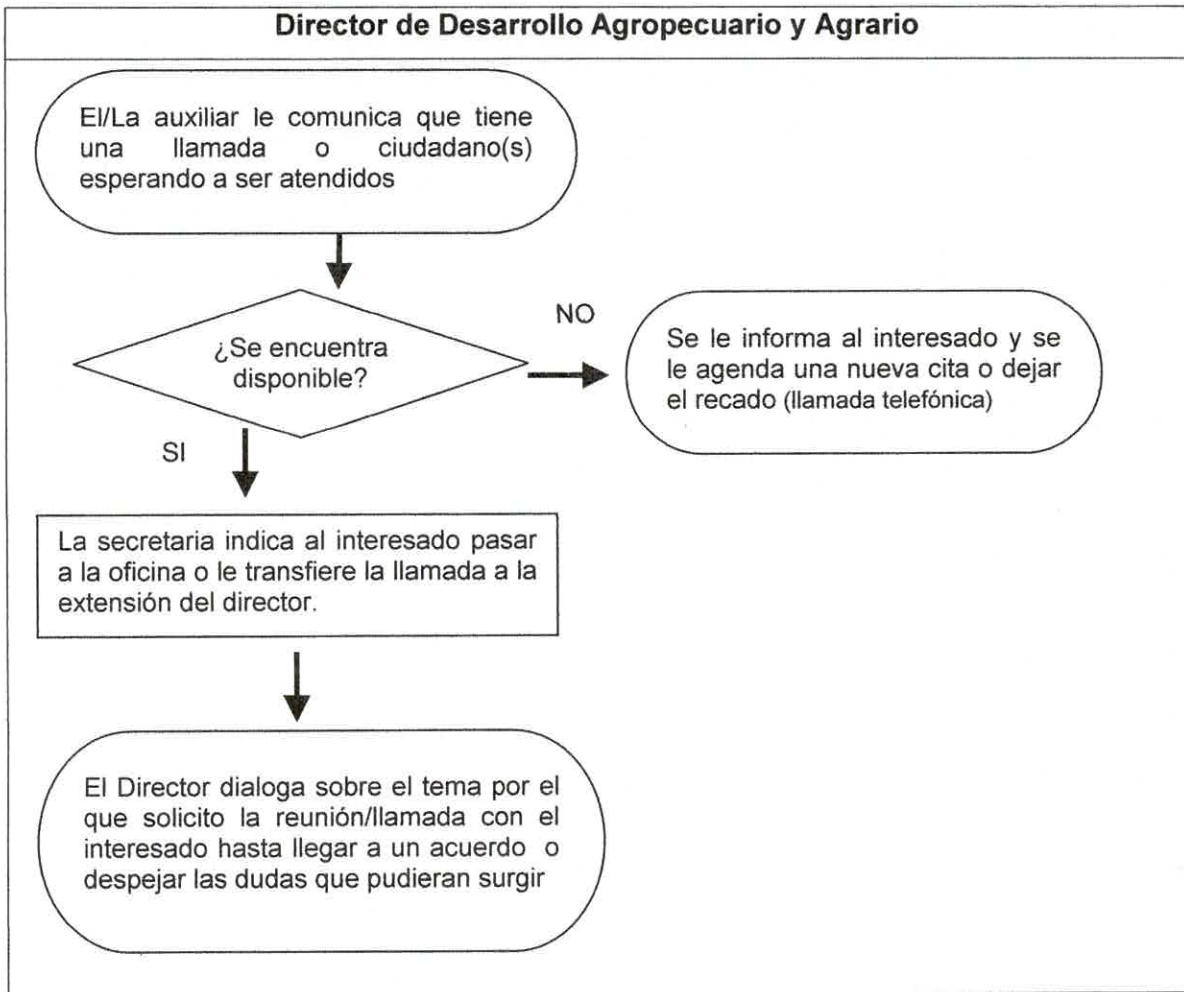 Director de Desarrollo Agropecuario y Agrario
El/La auxiliar le comunica que tiene
una llamada o ciudadano(s)
esperando a ser atendidos
¿Se encuentra
disponible?
NO
Se le informa al interesado y se
le agenda una nueva cita o dejar
el recado (llamada telefónica)
SI
La secretaria indica al interesado pasar
a la oficina o le transfiere la llamada a la
extensión del director.
El Director dialoga sobre el tema por el
que solicito la reunión/llamada con el
interesado hasta llegar a un acuerdo o
despejar las dudas que pudieran surgir